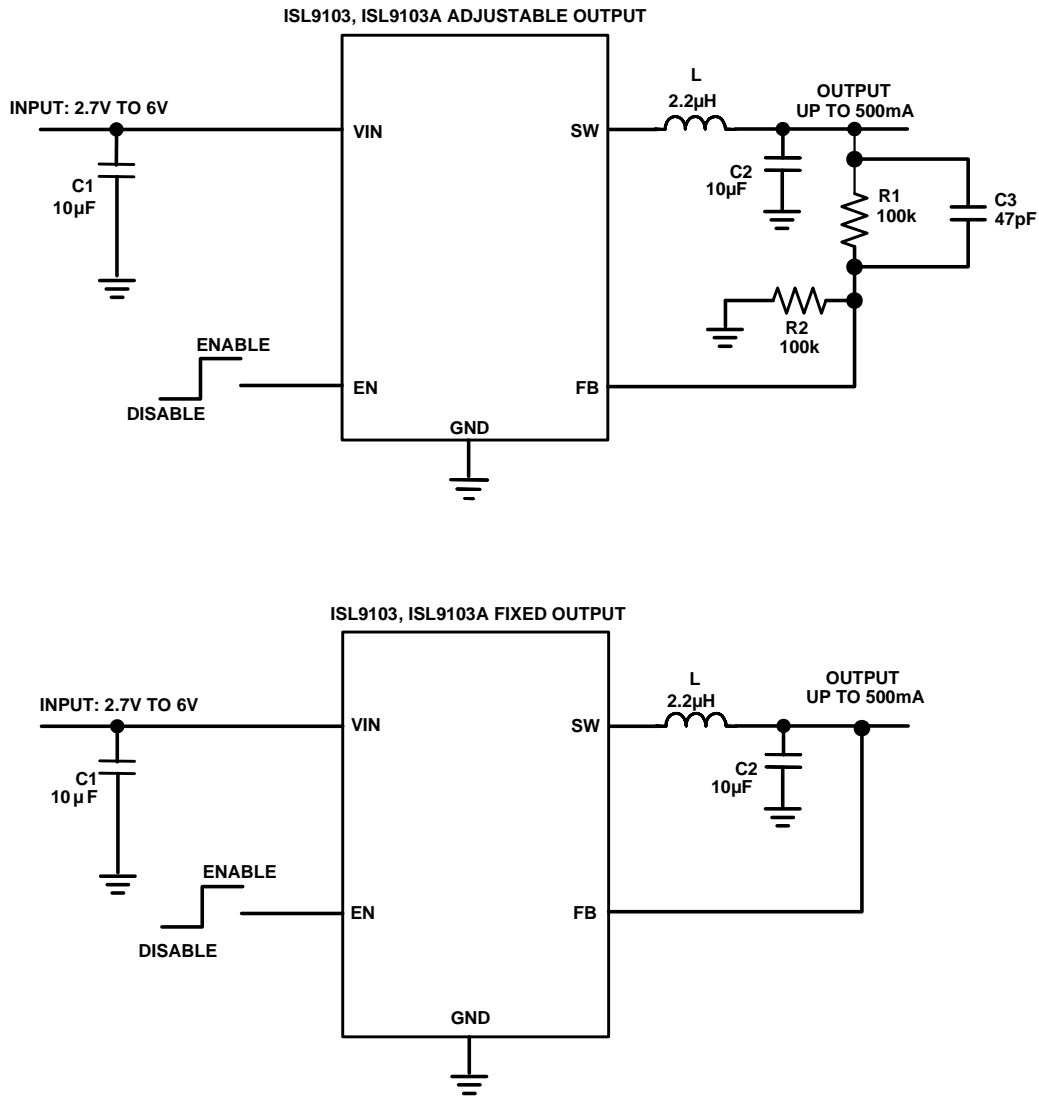 ISL9103, ISL9103A ADJUSTABLE OUTPUT
L
2.2µH
INPUT: 2.7V TO 6V
OUTPUT
UP TO 500mA
VIN
SW
C1
10µF
C2
10µF
R1
100k
C3
47pF
R2
100k
ENABLE
DISABLE
EN
FB
GND
ISL9103, ISL9103A FIXED OUTPUT
L
2.2µH
INPUT: 2.7V TO 6V
OUTPUT
UP TO 500mA
VIN
SW
C1
10µF
C2
10µF
ENABLE
DISABLE
EN
FB
GND